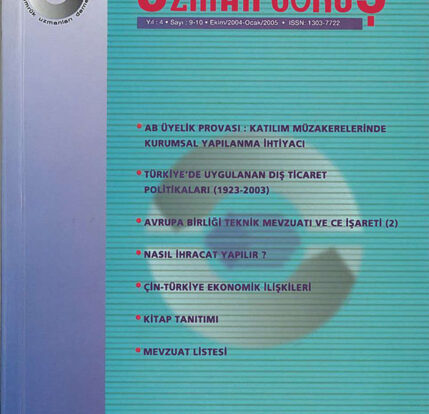 UZMAN GÖRÜŞ
Yıl : 4 • Sayı : 9-10 • Ekim/2004-Ocak/2005 • ISSN:1303-7722
uzmanları
• AB ÜYELİK PROVASI : KATILIM MÜZAKERELERİNDE
KURUMSAL YAPILANMA İHTİYACI
• TÜRKİYE'DE UYGULANAN DIŞ TİCARET
POLİTİKALARI (1923-2003)
• AVRUPA BİRLİĞİ TEKNİK MEVZUATI VE CE İŞARETİ (2)
• NASIL İHRACAT YAPILIR ?
• ÇİN-TÜRKİYE EKONOMİK İLİŞKİLERİ
• KİTAP TANITIMI
• MEVZUAT LİSTESİ